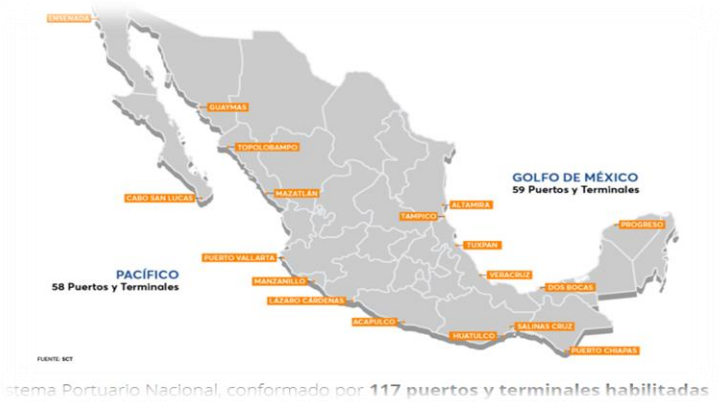 ENSENADA
GUAYMAS
TOPOLOBAMPO
GOLFO DE MÉXICO
59 Puertos y Terminales
MAZATLÁN
CABO SAN LUCAS
ALTAMIRA
TAMPICO
PROGRESO
TUXPAN
PUERTO VALLARTA
PACÍFICO
58 Puertos y Terminales
VERACRUZ
MANZANILLO
DOS BOCAS
LÁZARO CÁRDENAS
ACAPULCO
SALINAS CRUZ
HUATULCO
PUERTO CHIAPAS
FUENTE: SCT
stema Portuario Nacional, conformado por 117 puertos y terminales habilitadas